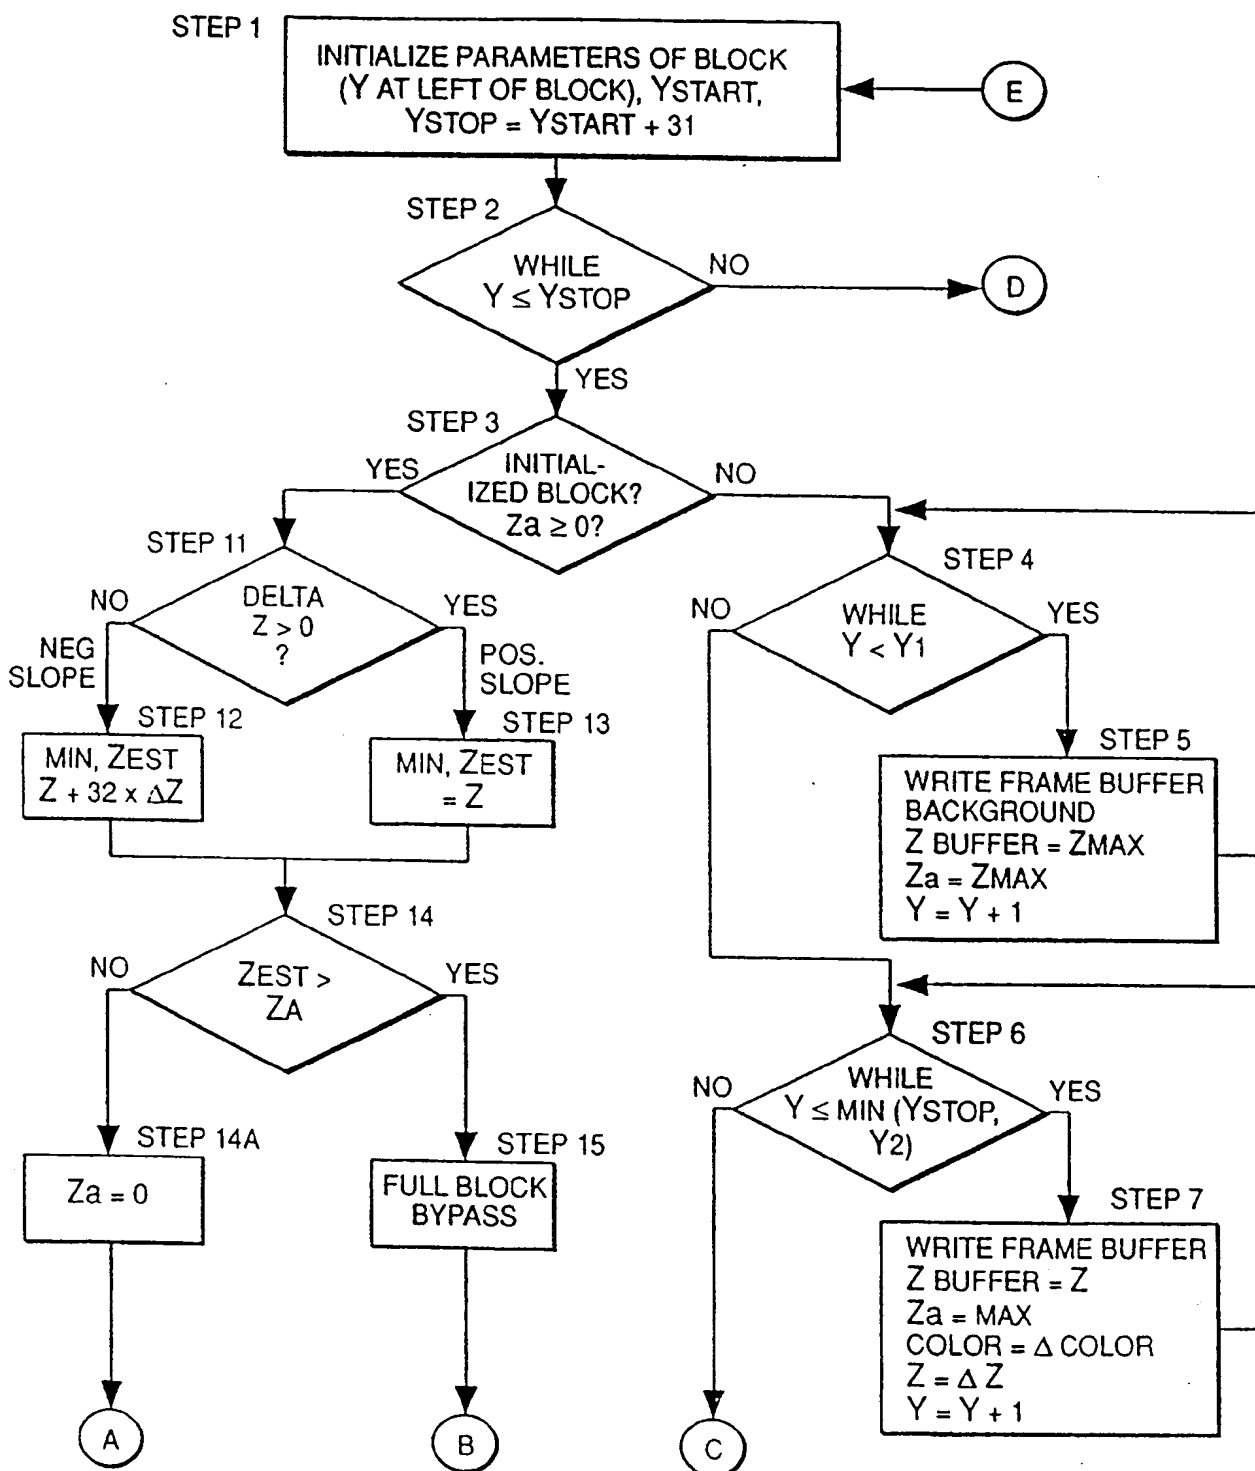 STEP 1
INITIALIZE PARAMETERS OF BLOCK
(Y AT LEFT OF BLOCK), YSTART,
YSTOP = YSTART + 31
E
STEP 2
WHILE
Y ≤ YSTOP
NO
D
YES
STEP 3
INITIAL-
IZED BLOCK?
Za ≥ 0?
YES
NO
STEP 11
DELTA
Z > 0
?
NO
YES
NEG
SLOPE
POS.
SLOPE
STEP 12
MIN, ZEST
Z + 32 x ΔZ
STEP 13
MIN, ZEST
= Z
STEP 14
ZEST >
ZA
NO
YES
STEP 14A
Za = 0
STEP 15
FULL BLOCK
BYPASS
A
B
STEP 4
WHILE
Y < Y1
NO
YES
STEP 5
WRITE FRAME BUFFER
BACKGROUND
Z BUFFER = ZMAX
Za = ZMAX
Y = Y + 1
STEP 6
WHILE
Y ≤ MIN (YSTOP,
Y2)
NO
YES
STEP 7
WRITE FRAME BUFFER
Z BUFFER = Z
Za = MAX
COLOR = Δ COLOR
Z = Δ Z
Y = Y + 1
C